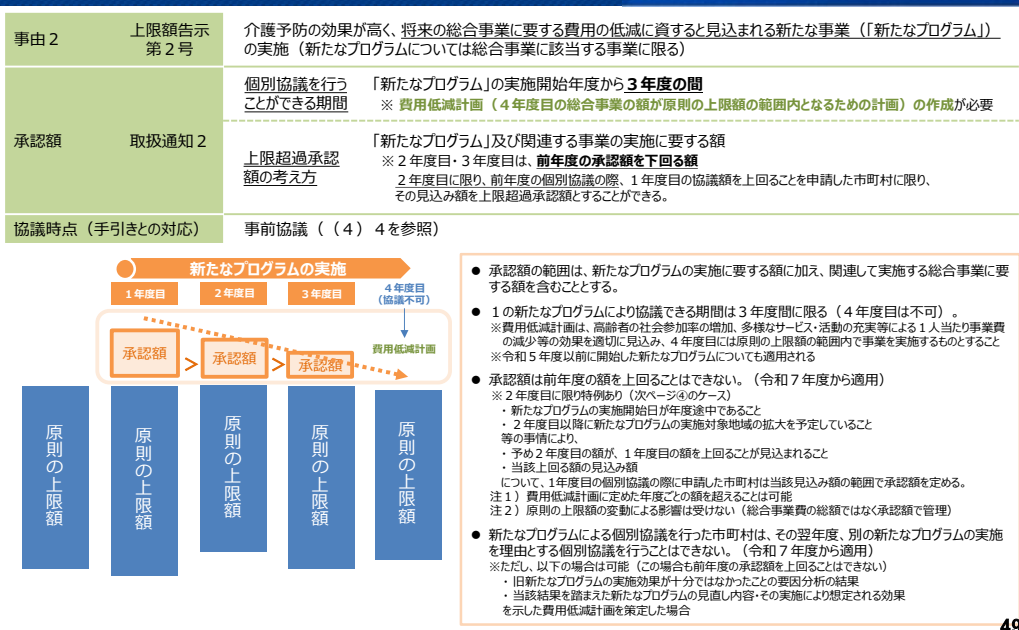 事由２
上限額告示
第２号
介護予防の効果が高く、将来の総合事業に要する費用の低減に資すると見込まれる新たな事業（「新たなプログラム」）
の実施（新たなプログラムについては総合事業に該当する事業に限る）
承認額
取扱通知２
個別協議を行う
ことができる期間
「新たなプログラム」の実施開始年度から３年度の間
※ 費用低減計画（４年度目の総合事業の額が原則の上限額の範囲内となるための計画）の作成が必要
上限超過承認
額の考え方
「新たなプログラム」及び関連する事業の実施に要する額
※２年度目・３年度目は、前年度の承認額を下回る額
２年度目に限り、前年度の個別協議の際、１年度目の協議額を上回ることを申請した市町村に限り、
その見込み額を上限超過承認額とすることができる。
協議時点（手引きとの対応）
事前協議（（４）４を参照）
新たなプログラムの実施
１年度目
２年度目
３年度目
４年度目
（協議不可）
承認額
>
承認額
>
承認額
費用低減計画
原則の上限額
原則の上限額
原則の上限額
原則の上限額
原則の上限額
● 承認額の範囲は、新たなプログラムの実施に要する額に加え、関連して実施する総合事業に要
する額を含むこととする。
● １の新たなプログラムにより協議できる期間は３年度間に限る（４年度目は不可）。
※費用低減計画は、高齢者の社会参加率の増加、多様なサービス・活動の充実等による１人当たり事業費
の減少等の効果を適切に見込み、４年度目には原則の上限額の範囲内で事業を実施するものとすること
※令和５年度以前に開始した新たなプログラムについても適用される
● 承認額は前年度の額を上回ることはできない。（令和７年度から適用）
※２年度目に限り特例あり（次ページ④のケース）
・新たなプログラムの実施開始日が年度途中であること
・２年度目以降に新たなプログラムの実施対象地域の拡大を予定していること
等の事情により、
・予め２年度目の額が、１年度目の額を上回ることが見込まれること
・当該上回る額の見込み額
について、１年度目の個別協議の際に申請した市町村は当該見込み額の範囲で承認額を定める。
注１）費用低減計画に定めた年度ごとの額を超えることは可能
注２）原則の上限額の変動による影響は受けない（総合事業費の総額ではなく承認額で管理）
● 新たなプログラムによる個別協議を行った市町村は、その翌年度、別の新たなプログラムの実施
を理由とする個別協議を行うことはできない。（令和７年度から適用）
※ただし、以下の場合は可能（この場合も前年度の承認額を上回ることはできない）
・旧新たなプログラムの実施効果が十分ではなかったことの要因分析の結果
・当該結果を踏まえた新たなプログラムの見直し内容・その実施により想定される効果
を示した費用低減計画を策定した場合
49